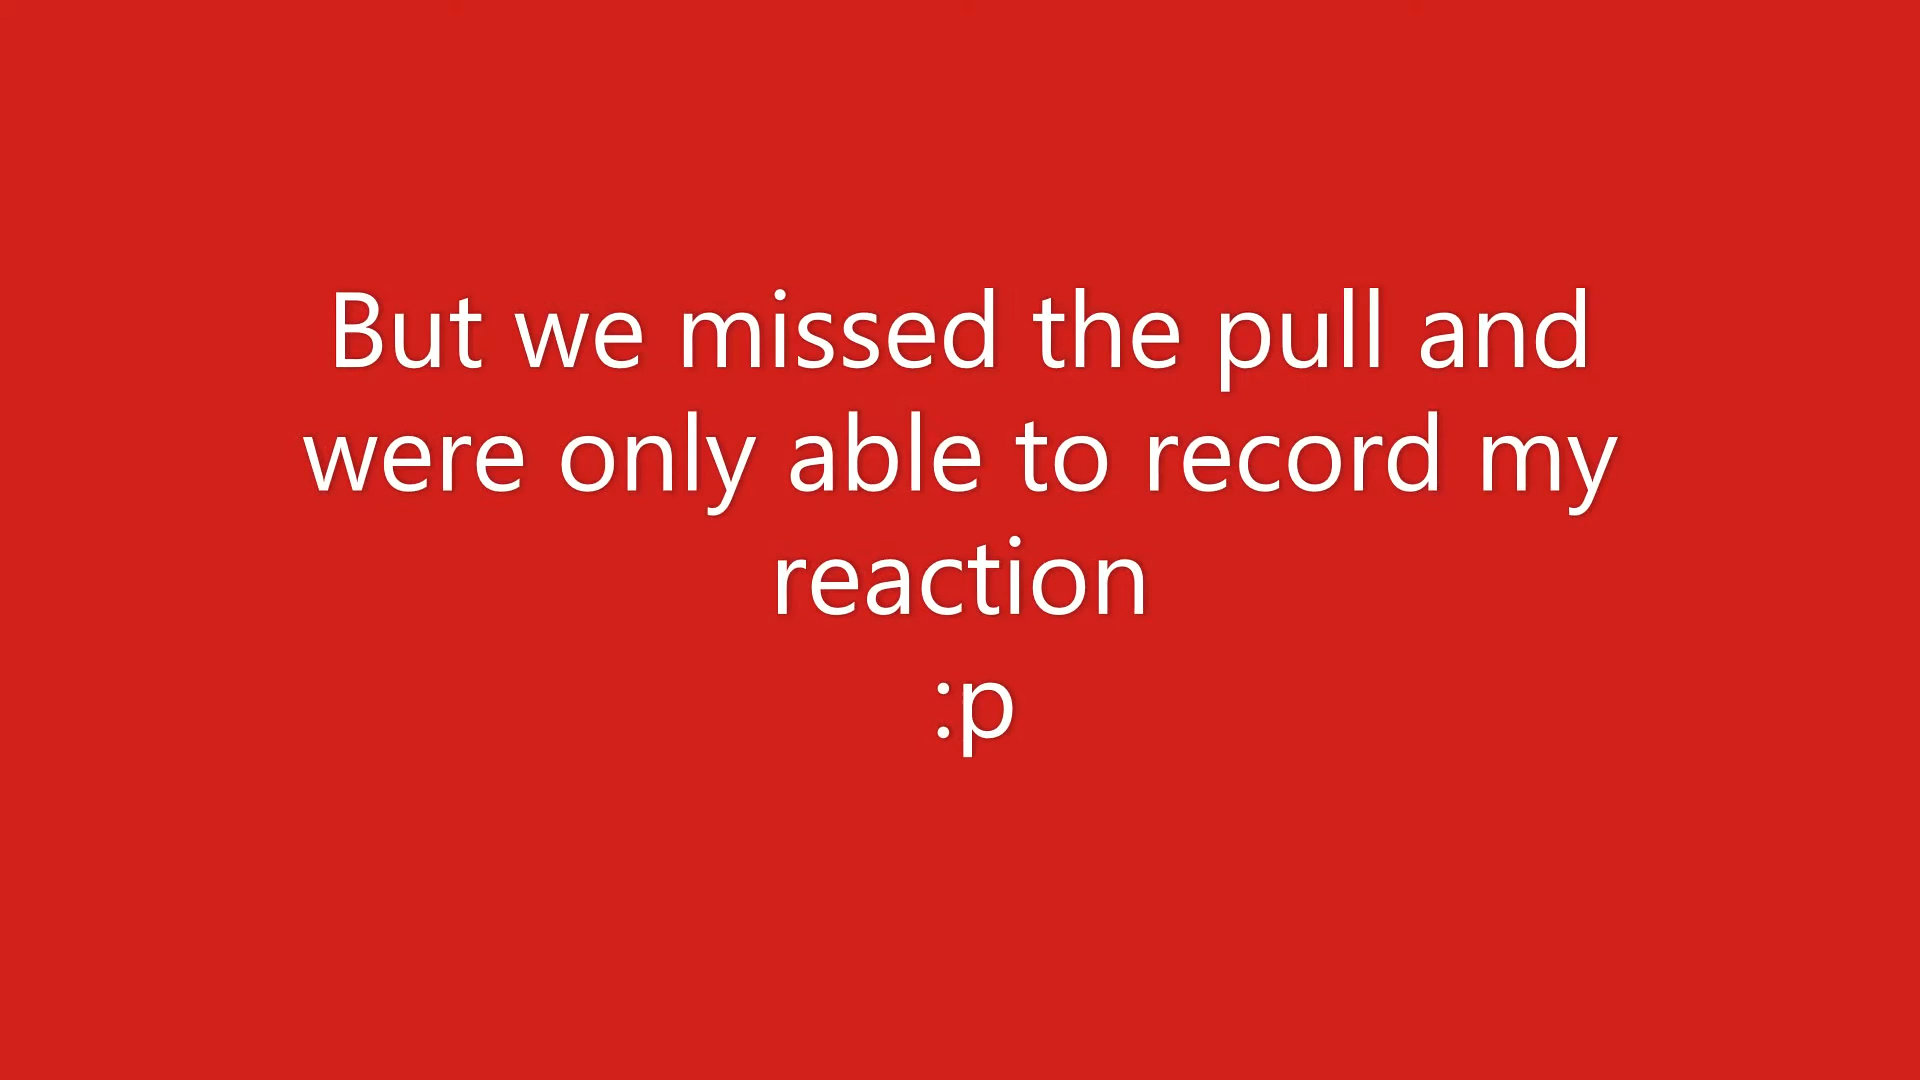 But we missed the pull and
were only able to record my
reaction
:p